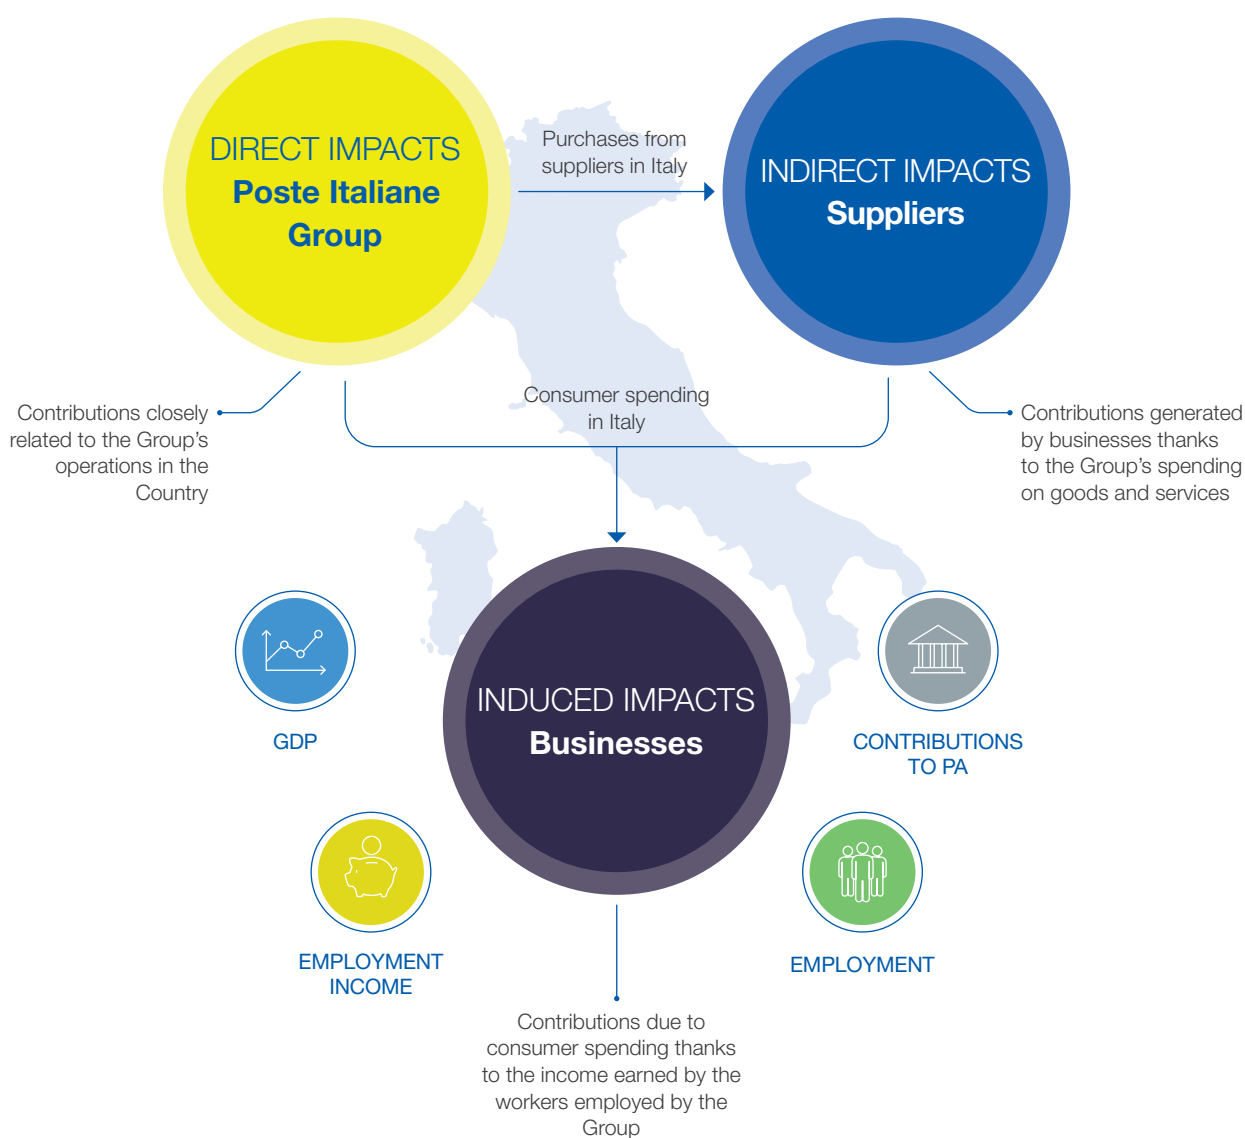 DIRECT IMPACTS
Poste Italiane
Group
Purchases from
suppliers in Italy
INDIRECT IMPACTS
Suppliers
Contributions closely
related to the Group's
operations in the
Country
Consumer spending
in Italy
Contributions generated
by businesses thanks
to the Group's spending
on goods and services
INDUCED IMPACTS
Businesses
GDP
CONTRIBUTIONS
TO PA
EMPLOYMENT
INCOME
EMPLOYMENT
Contributions due to
consumer spending thanks
to the income earned by the
workers employed by the
Group